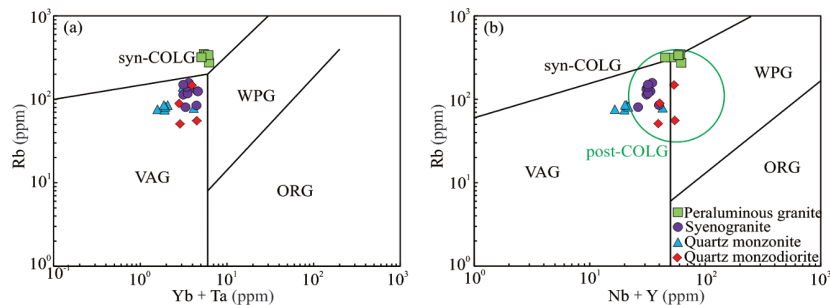 (a)
syn-COLG
WPG
VAG
ORG
Rb (ppm)
10³
10²
10¹
10⁰
10⁻¹
10⁰
10¹
10²
10³
Yb + Ta (ppm)
(b)
syn-COLG
WPG
post-COLG
VAG
ORG
Peraluminous granite
Syenogranite
Quartz monzonite
Quartz monzodiorite
Rb (ppm)
10³
10²
10¹
10⁰
10⁰
10¹
10²
10³
Nb + Y (ppm)